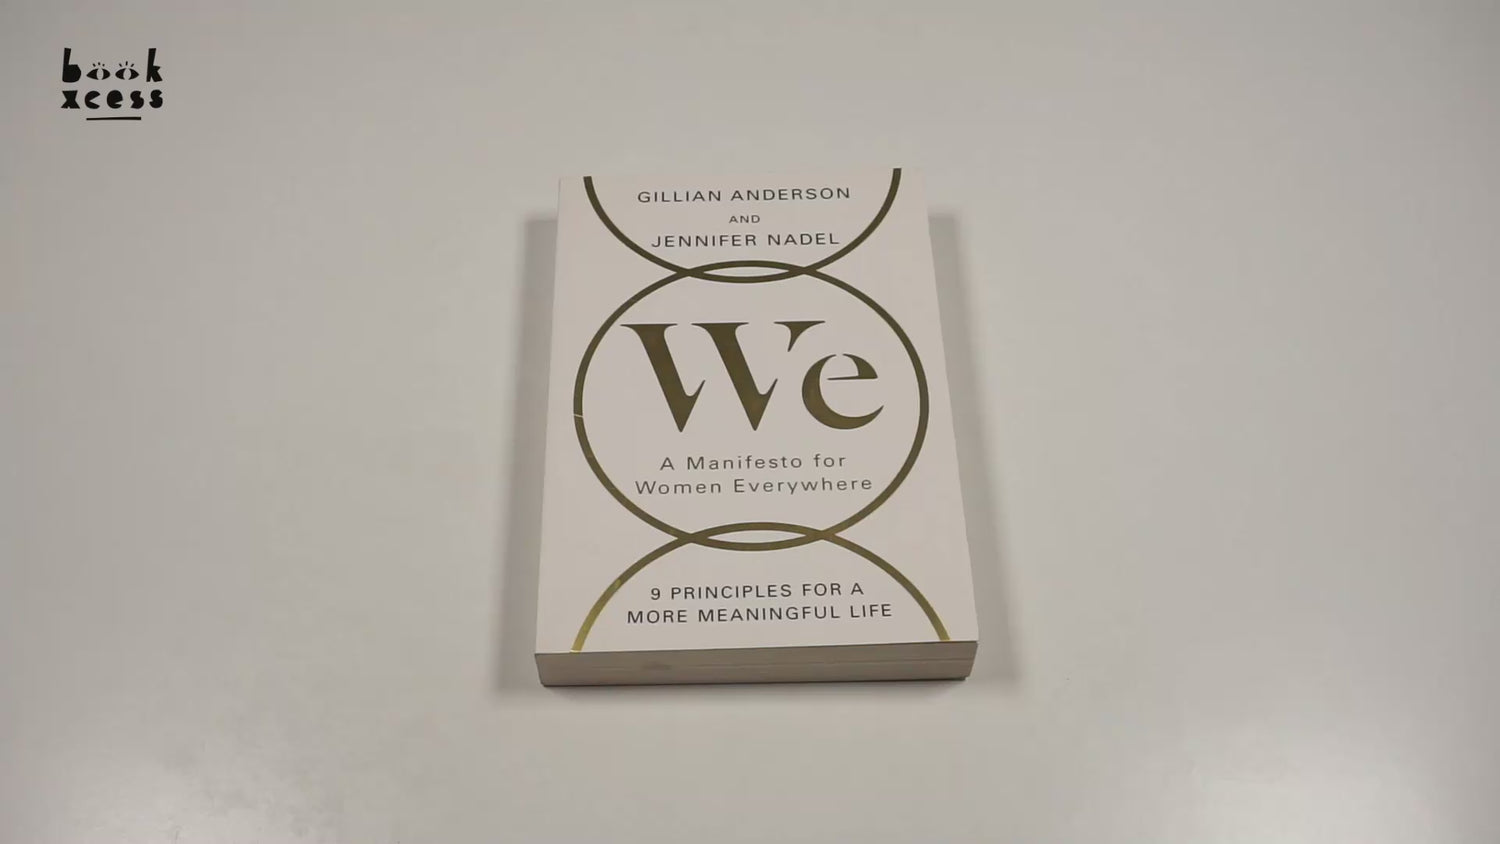 book
xcess
GILLIAN ANDERSON
AND
JENNIFER NADEL
We
A Manifesto for
Women Everywhere
9 PRINCIPLES FOR A
MORE MEANINGFUL LIFE